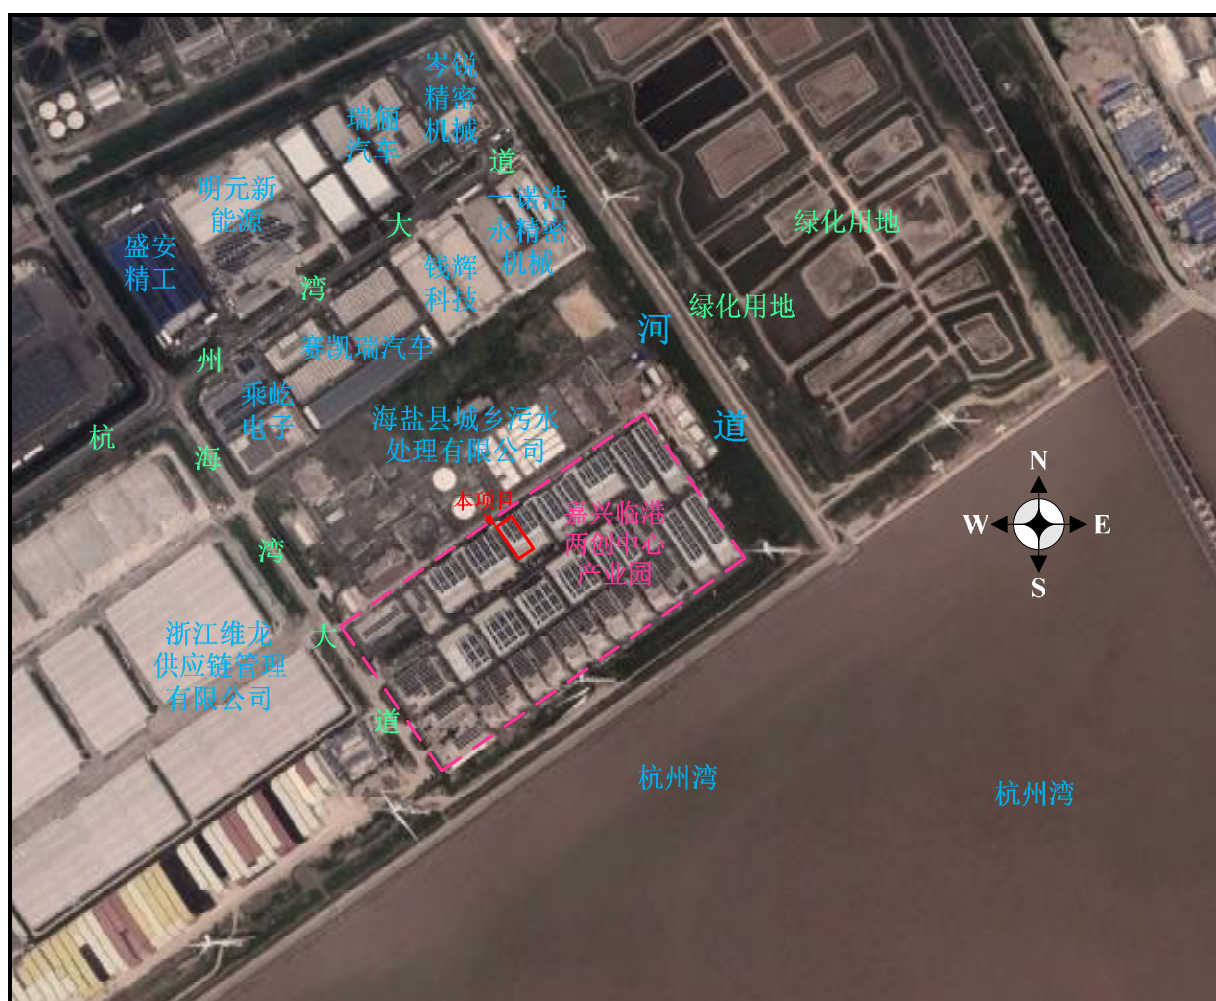 岑锐
精密
机械
瑞俪
汽车
道
明元新
能源
一诺浩
永精密
机械
大
绿化用地
盛安
精工
钱辉
科技
湾
绿化用地
河
赛凯瑞汽车
州
乘屹
电子
海盐县城乡污水
处理有限公司
道
杭
海
N
本项目
嘉兴临港
两创中心
产业园
W
E
湾
S
浙江维龙
供应链管理
有限公司
大
道
杭州湾
杭州湾